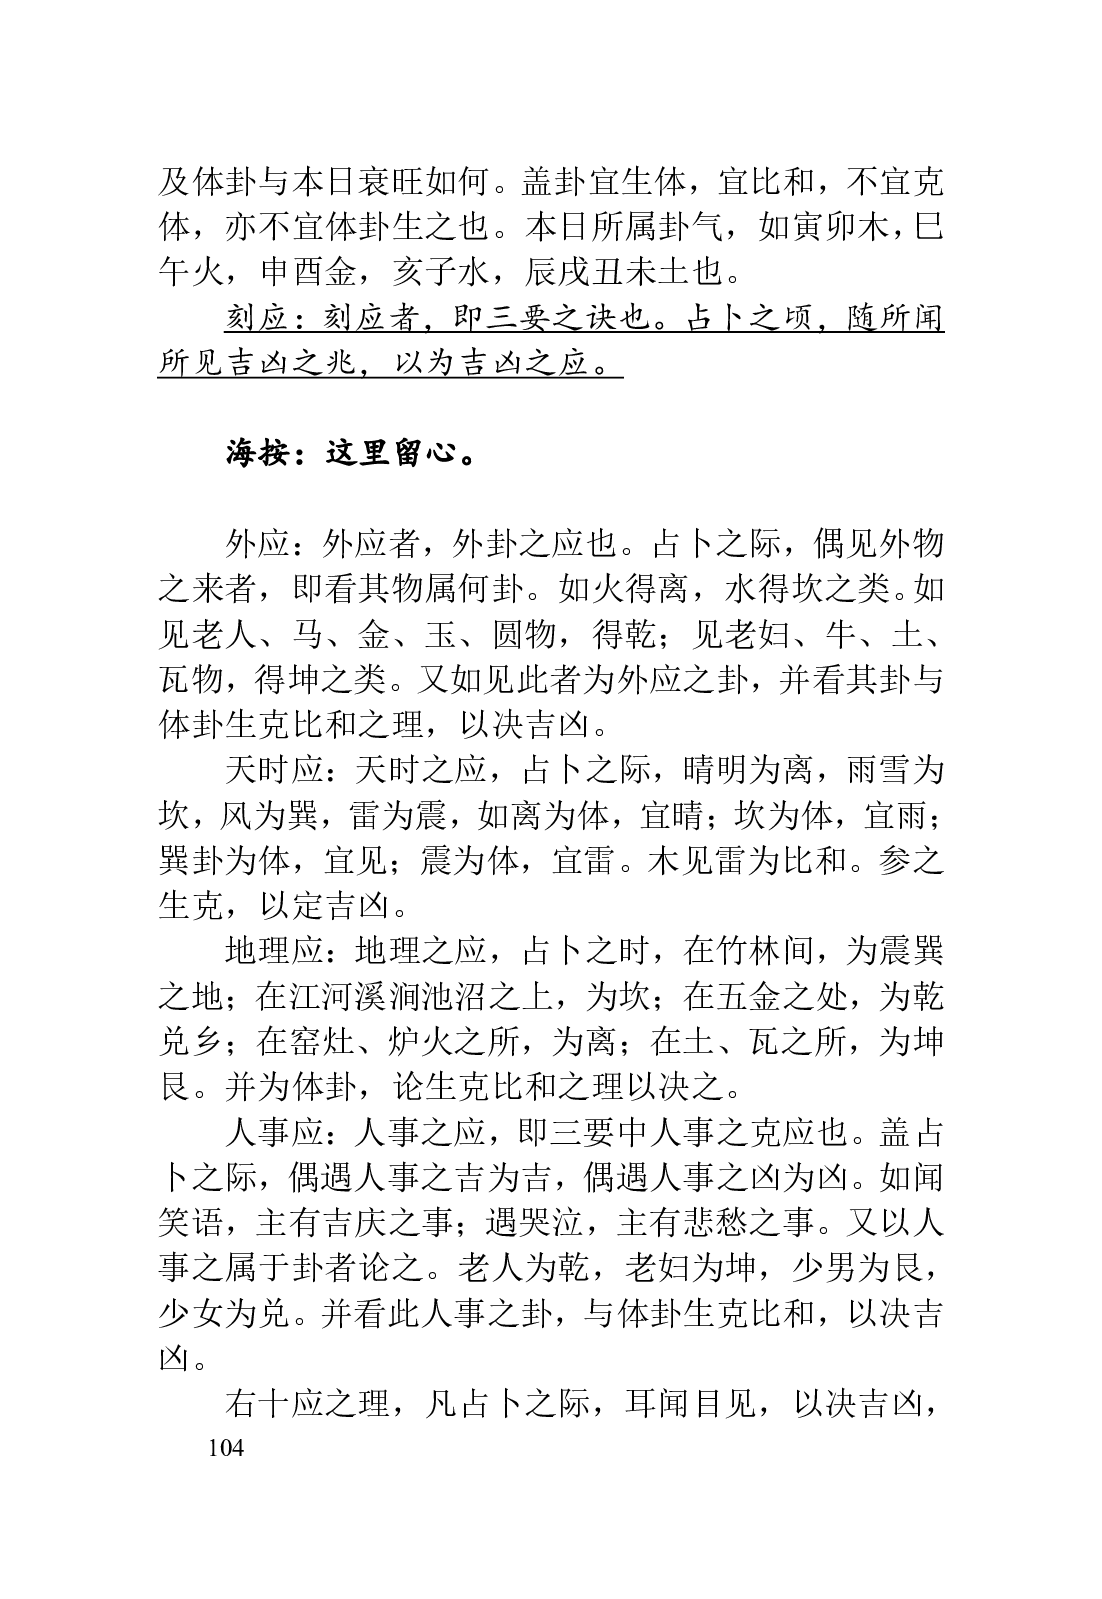 及体卦与本日衰旺如何。盖卦宜生体，宜比和，不宜克
体，亦不宜体卦生之也。本日所属卦气，如寅卯木，巳
午火，申酉金，亥子水，辰戌丑未土也。
刻应：刻应者，即三要之诀也。占卜之顷，随所闻
所见吉凶之兆，以为吉凶之应。
海按：这里留心。
外应：外应者，外卦之应也。占卜之际，偶见外物
之来者，即看其物属何卦。如火得离，水得坎之类。如
见老人、马、金、玉、圆物，得乾；见老妇、牛、土、
瓦物，得坤之类。又如见此者为外应之卦，并看其卦与
体卦生克比和之理，以决吉凶。
天时应：天时之应，占卜之际，晴明为离，雨雪为
坎，风为巽，雷为震，如离为体，宜晴；坎为体，宜雨；
巽卦为体，宜见；震为体，宜雷。木见雷为比和。参之
生克，以定吉凶。
地理应：地理之应，占卜之时，在竹林间，为震巽
之地；在江河溪涧池沼之上，为坎；在五金之处，为乾
兑乡；在窑灶、炉火之所，为离；在土、瓦之所，为坤
艮。并为体卦，论生克比和之理以决之。
人事应：人事之应，即三要中人事之克应也。盖占
卜之际，偶遇人事之吉为吉，偶遇人事之凶为凶。如闻
笑语，主有吉庆之事；遇哭泣，主有悲愁之事。又以人
事之属于卦者论之。老人为乾，老妇为坤，少男为艮，
少女为兑。并看此人事之卦，与体卦生克比和，以决吉
凶。
右十应之理，凡占卜之际，耳闻目见，以决吉凶，
104